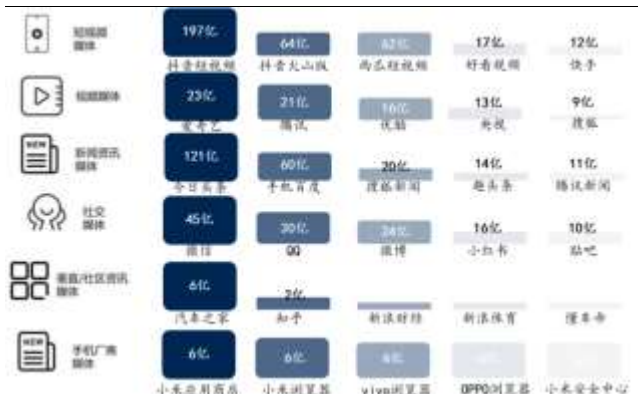 短视频
媒体
197亿
64亿
62亿
17亿
12亿
抖音短视频
抖音火山版
西瓜短视频
好看视频
快手
视频媒体
23亿
21亿
16亿
13亿
9亿
爱奇艺
腾讯
优酷
央视
搜狐
NEW
新闻资讯
媒体
121亿
60亿
20亿
14亿
11亿
今日头条
手机百度
搜狐新闻
趣头条
腾讯新闻
社交
媒体
45亿
30亿
24亿
16亿
10亿
微信
QQ
微博
小红书
贴吧
垂直/社区资讯
媒体
6亿
2亿
汽车之家
知乎
新浪财经
新浪体育
懂车帝
NEW
手机厂商
媒体
6亿
6亿
6亿
小米应用商店
小米浏览器
vivo浏览器
OPPO浏览器
小米安全中心